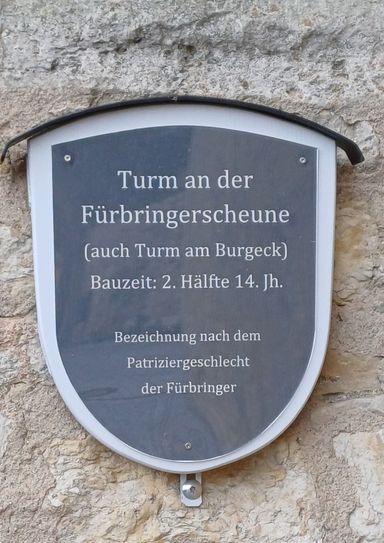 Turm an der
Fürbringerscheune
(auch Turm am Burgeck)
Bauzeit: 2. Hälfte 14. Jh.
Bezeichnung nach dem
Patriziergeschlecht
der Fürbringer